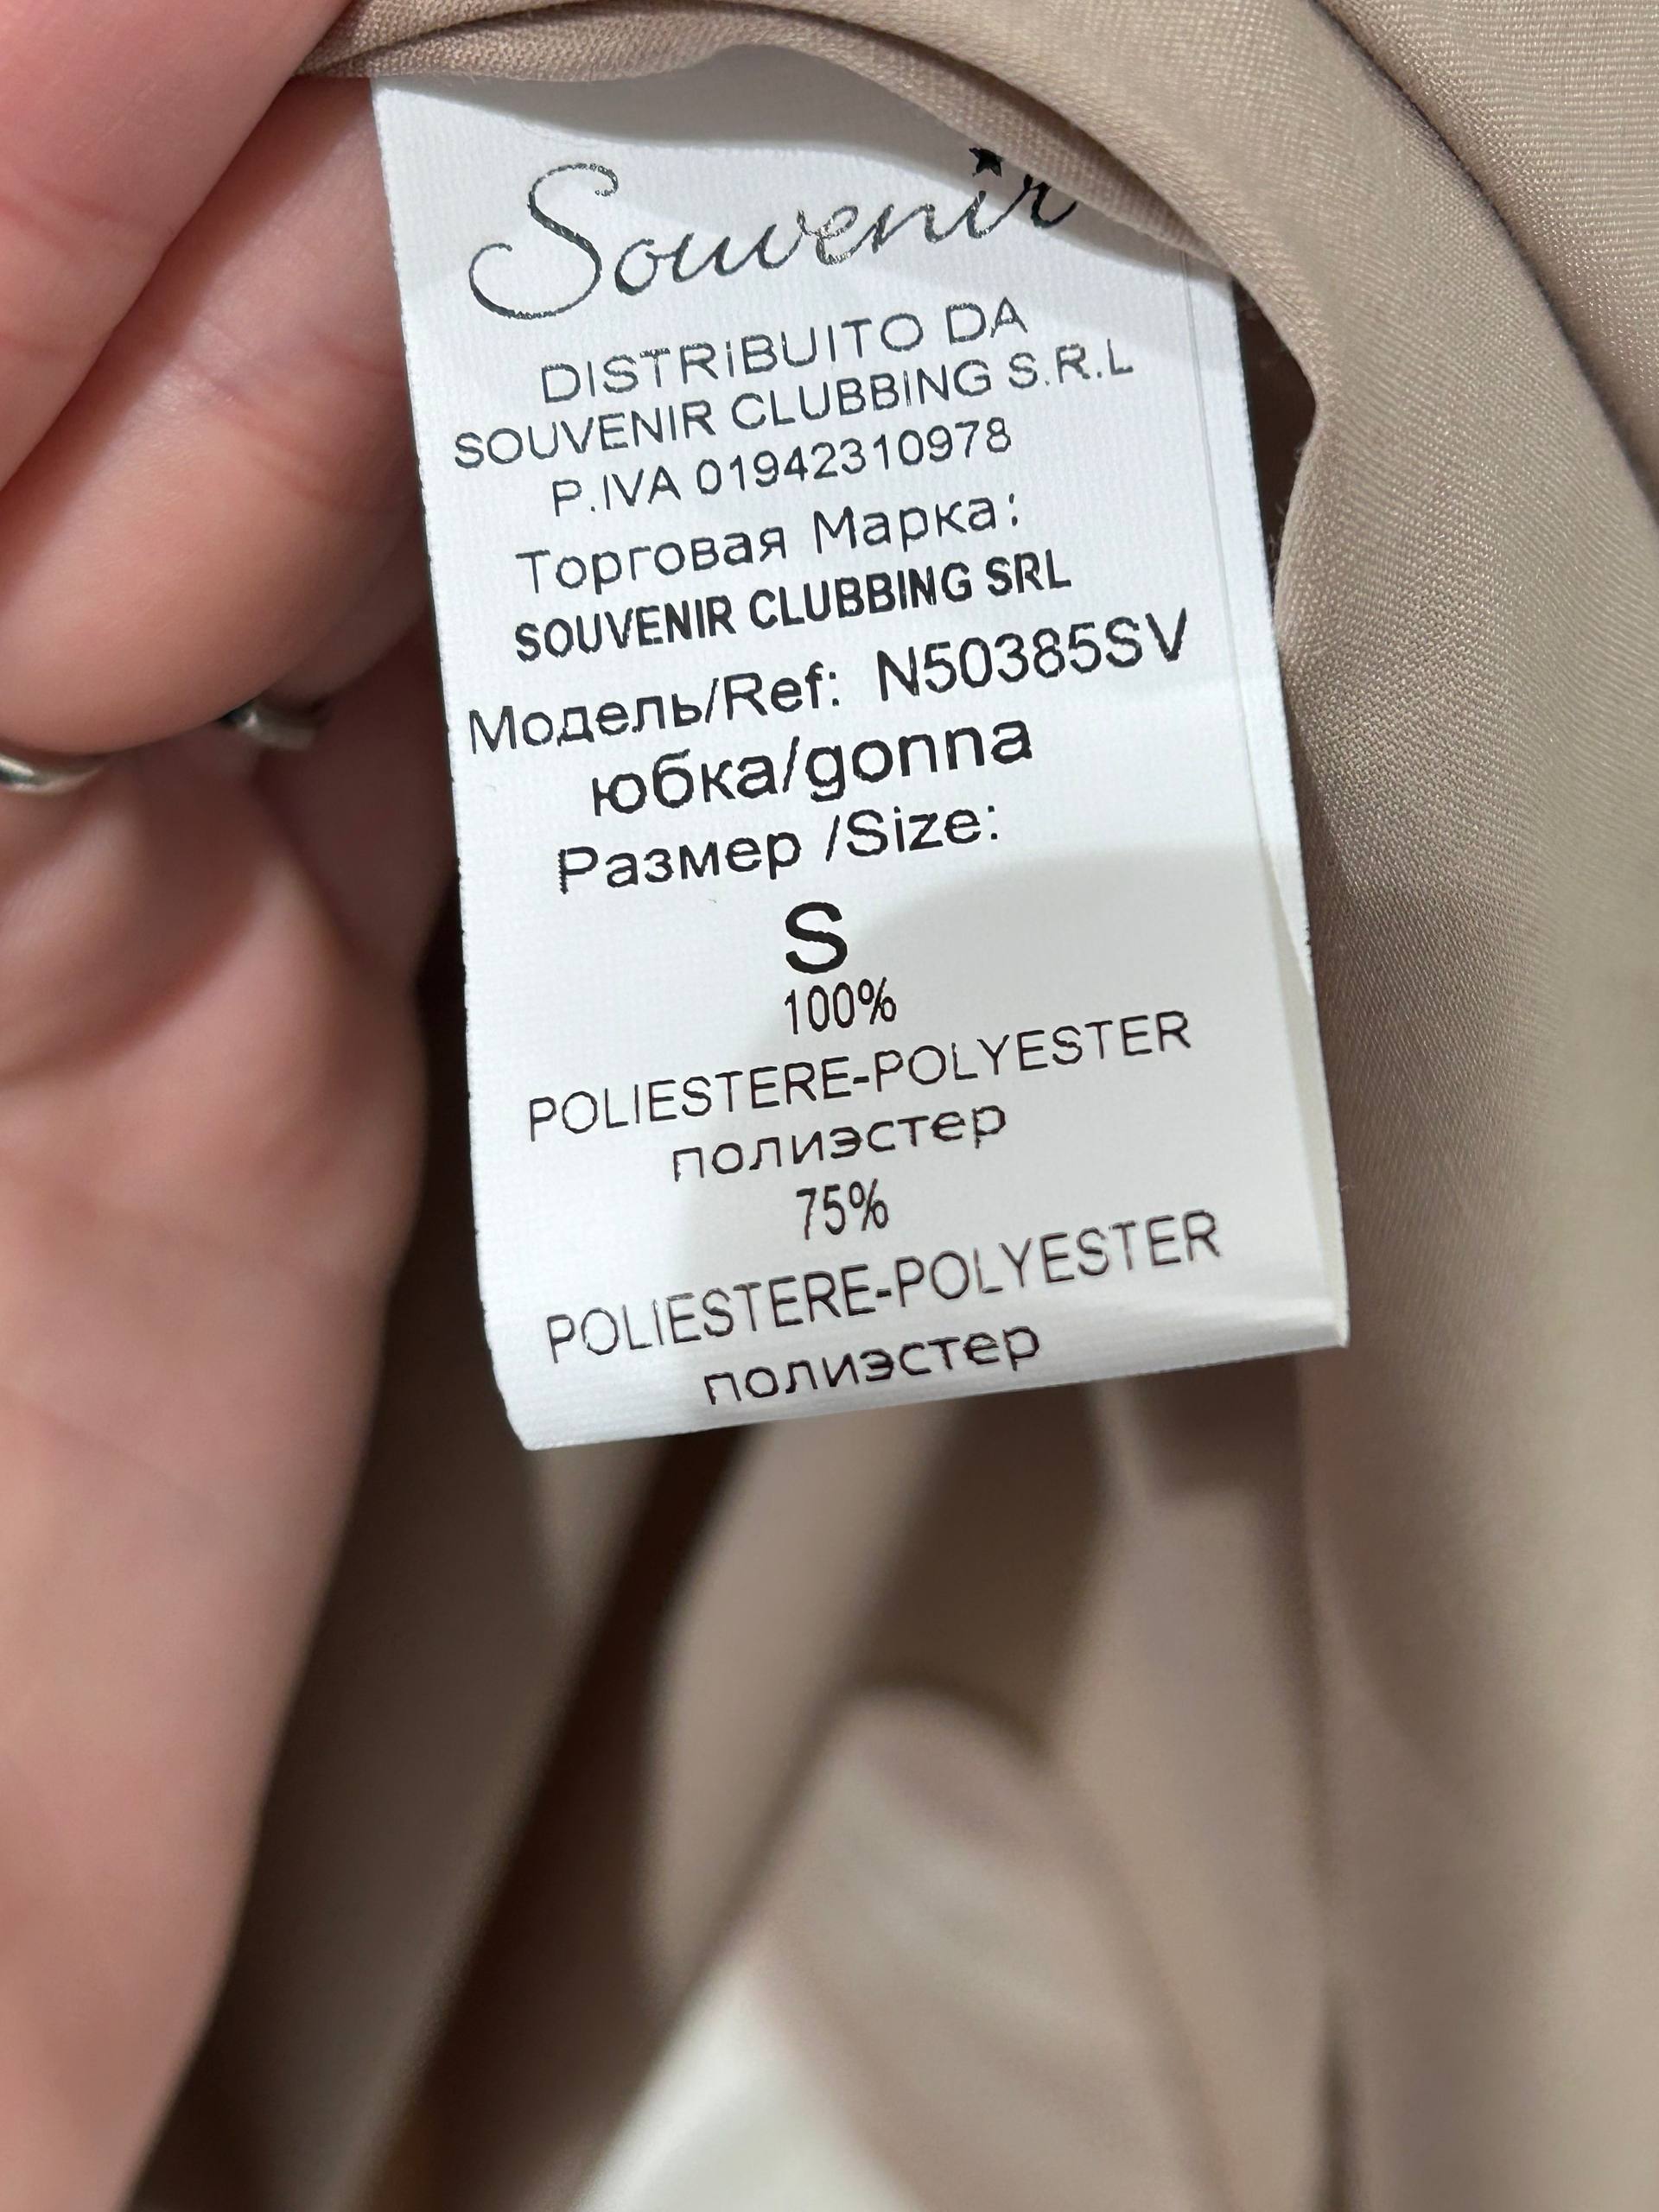 Souvenir
DISTRIBUITO DA
SOUVENIR CLUBBING S.R.L
P.IVA 01942310978
Торговая Марка:
SOUVENIR CLUBBING SRL
Модель/Ref: N50385SV
юбка/gonna
Размер /Size:
S
100%
POLIESTERE-POLYESTER
полиэстер
75%
POLIESTERE-POLYESTER
полиэстер